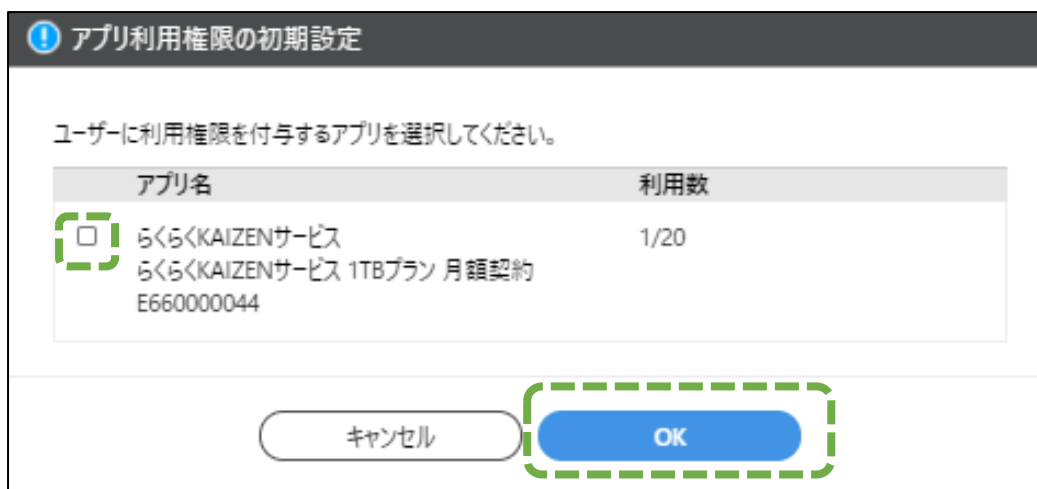 アプリ利用権限の初期設定
ユーザーに利用権限を付与するアプリを選択してください。
アプリ名 利用数
らくらくKAIZENサービス 1/20
らくらくKAIZENサービス 1TBプラン 月額契約
E660000044
キャンセル OK